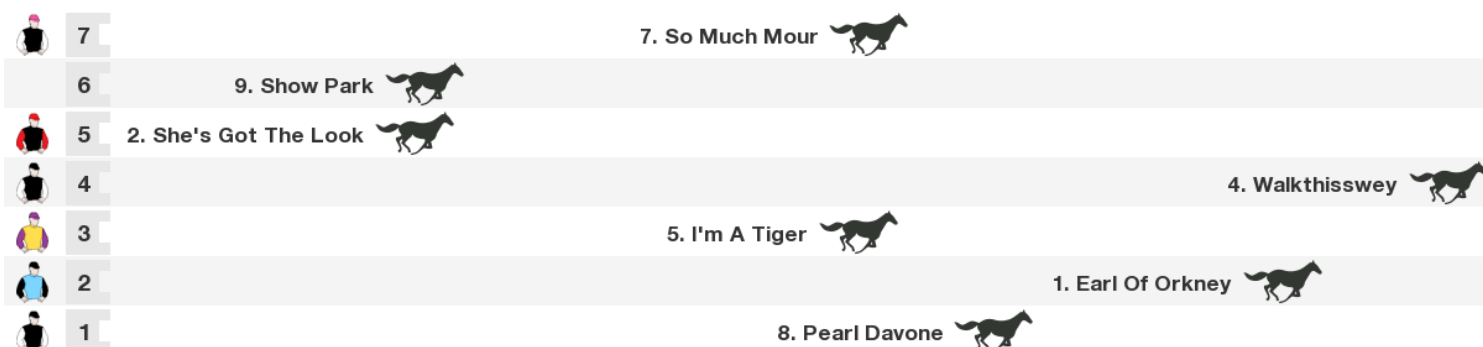 7 7. So Much Mour
6 9. Show Park
5 2. She's Got The Look
4 4. Walkthisswey
3 5. I'm A Tiger
2 1. Earl Of Orkney
1 8. Pearl Davone